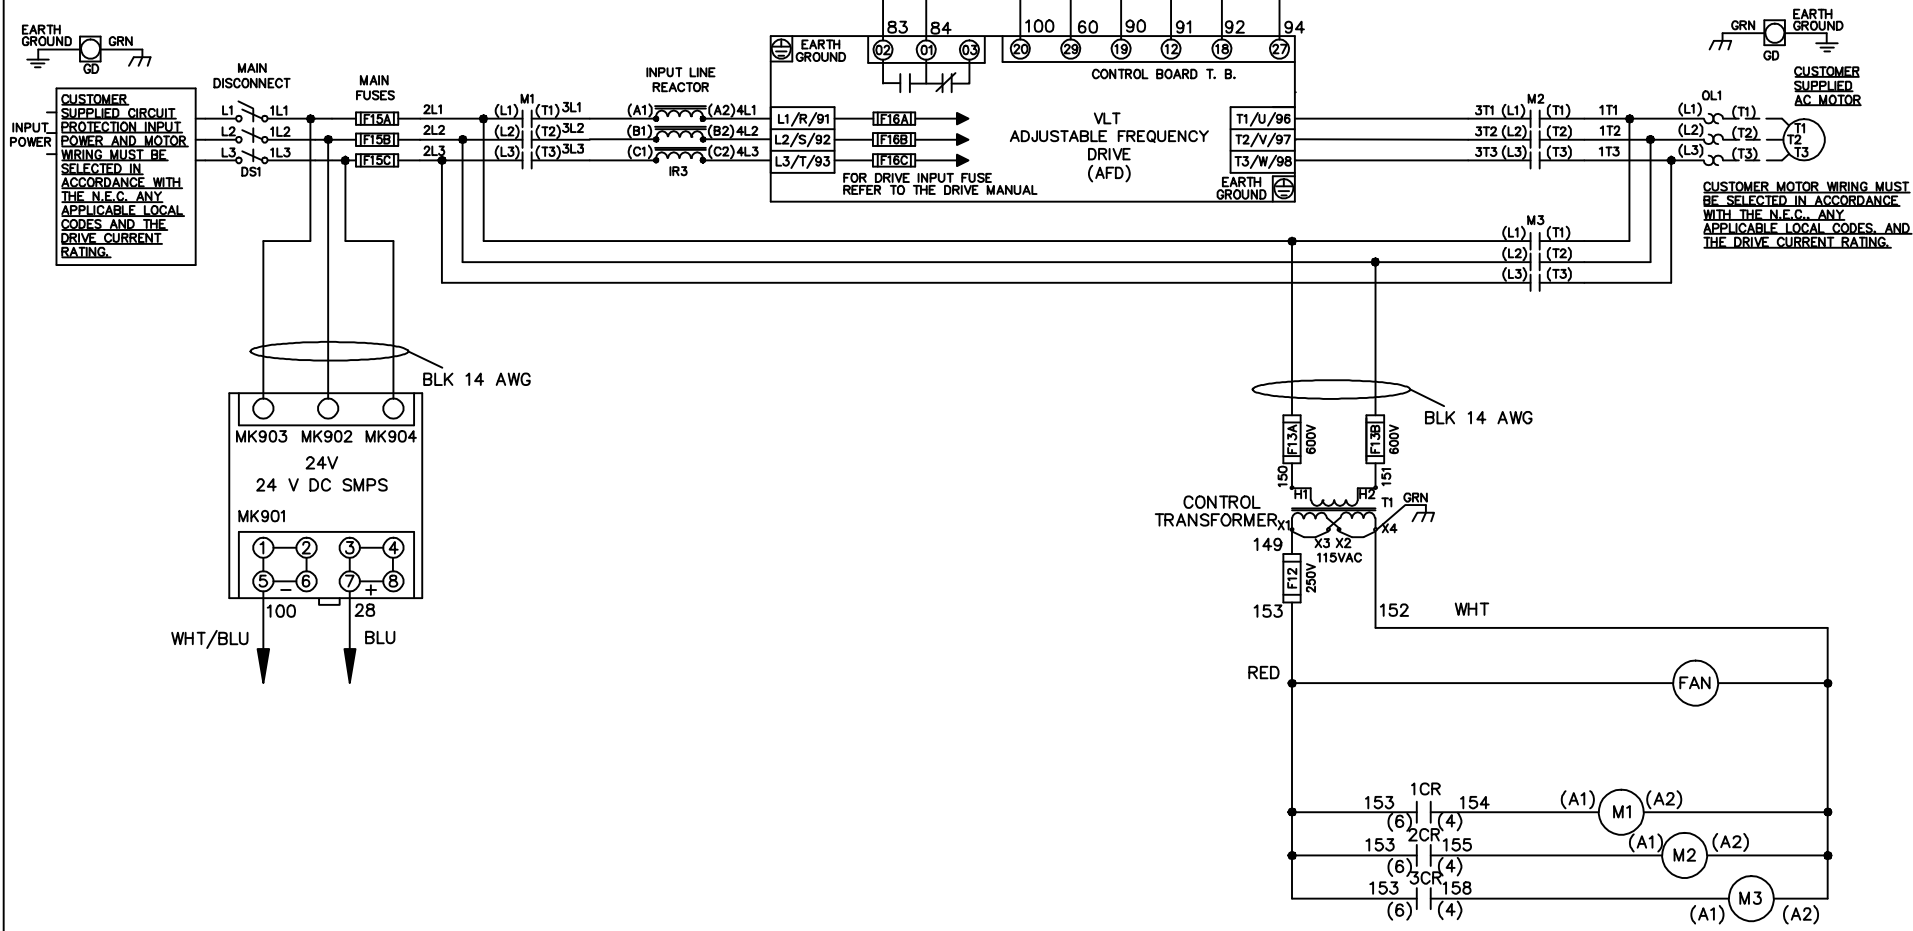 83 84 100 60 90 91 92 94
EARTH
GROUND
GRN
GD
EARTH
GROUND
02 01 03
20 29 19 12 18 27
CONTROL BOARD T. B.
GRN
EARTH
GROUND
GD
CUSTOMER
SUPPLIED
AC MOTOR
INPUT
POWER
CUSTOMER
SUPPLIED CIRCUIT
PROTECTION INPUT
POWER AND MOTOR
WIRING MUST BE
SELECTED IN
ACCORDANCE WITH
THE N.E.C. ANY
APPLICABLE LOCAL
CODES AND THE
DRIVE CURRENT
RATING.
MAIN
DISCONNECT
L1 1L1
L2 1L2
L3 1L3
DS1
MAIN
FUSES
F15A
F15B
F15C
2L1
2L2
2L3
M1
(L1) (T1) 3L1
(L2) (T2) 3L2
(L3) (T3) 3L3
INPUT LINE
REACTOR
(A1) (A2) 4L1
(B1) (B2) 4L2
(C1) (C2) 4L3
IR3
L1/R/91
L2/S/92
L3/T/93
F16A
F16B
F16C
FOR DRIVE INPUT FUSE
REFER TO THE DRIVE MANUAL
VLT
ADJUSTABLE FREQUENCY
DRIVE
(AFD)
T1/U/96
T2/V/97
T3/W/98
EARTH
GROUND
M2
3T1 (L1) (T1) 1T1
3T2 (L2) (T2) 1T2
3T3 (L3) (T3) 1T3
OL1
(L1) (T1)
(L2) (T2)
(L3) (T3)
T1
T2
T3
CUSTOMER MOTOR WIRING MUST
BE SELECTED IN ACCORDANCE
WITH THE N.E.C., ANY
APPLICABLE LOCAL CODES, AND
THE DRIVE CURRENT RATING.
M3
(L1) (T1)
(L2) (T2)
(L3) (T3)
BLK 14 AWG
MK903 MK902 MK904
24V
24 V DC SMPS
MK901
1 2 3 4
5 − 6 7 + 8
100 28
WHT/BLU BLU
BLK 14 AWG
F13A 600V
F13B 600V
150 151
H1 H2 T1 GRN
CONTROL
TRANSFORMER
X1 X3 X2 X4
115VAC
149
F12 250V
153 152 WHT
RED
FAN
1CR
153 154 (A1) M1 (A2)
(6) (4)
2CR
153 155 (A1) M2 (A2)
(6) (4)
3CR
153 158 M3
(6) (4) (A1) (A2)